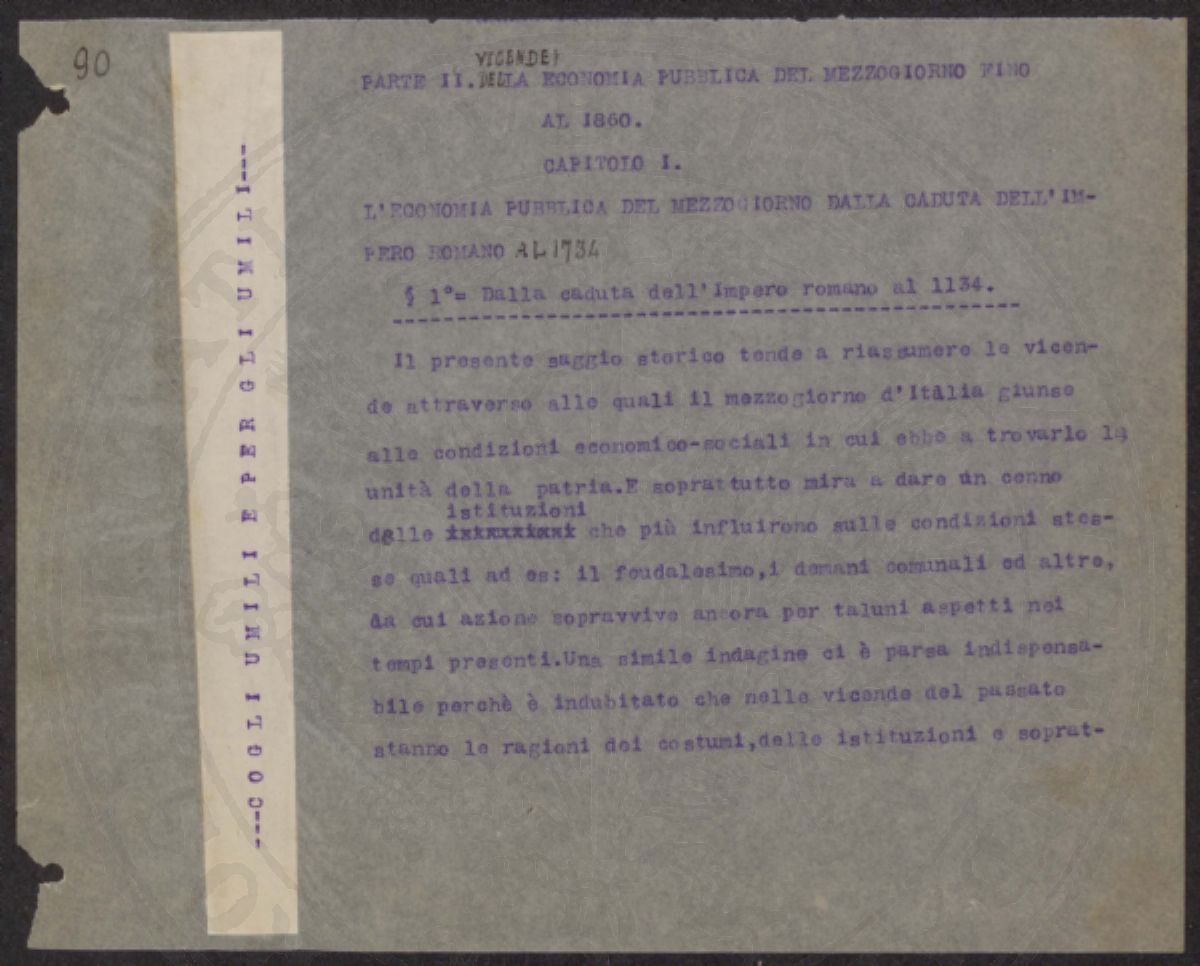 90
VICENDE
PARTE II. DELLA ECONOMIA PUBBLICA DEL MEZZOGIORNO FINO
AL 1860.
CAPITOLO I.
L'ECONOMIA PUBBLICA DEL MEZZOGIORNO DALLA CADUTA DELL'IM-
PERO ROMANO AL 1734
§ 1°= Dalla caduta dell'Impero romano al 1134.
Il presente saggio storico tende a riassumere le vicen-
de attraverso alle quali il mezzogiorno d'Italia giunse
alle condizioni economico-sociali in cui ebbe a trovarlo la
unità della patria.E soprattutto mira a dare un cenno
istituzioni
delle che più influirono sulle condizioni stes-
se quali ad es: il feudalesimo,i demani comunali ed altre,
la cui azione sopravvive ancora per taluni aspetti nei
tempi presenti.Una simile indagine ci è parsa indispensa-
bile perchè è indubitato che nelle vicende del passato
stanno le ragioni dei costumi,delle istituzioni e soprat-
---COGLI UMILI E PER GLI UMILI---